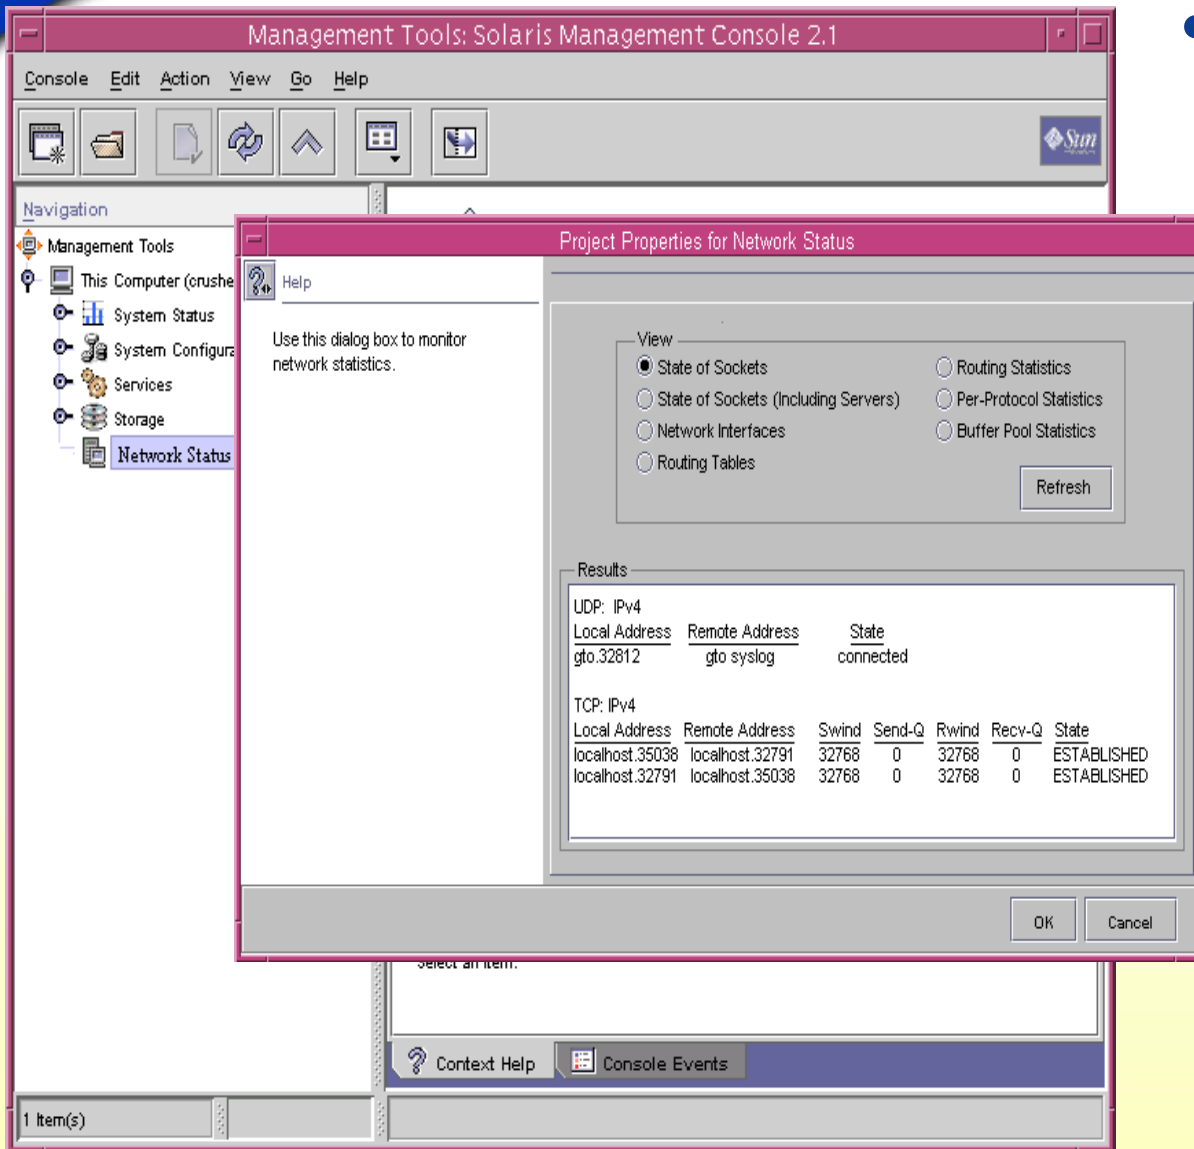 Management Tools: Solaris Management Console 2.1
Console Edit Action View Go Help
Sun
Navigation
Management Tools
This Computer (crushe
System Status
System Configura
Services
Storage
Network Status
Project Properties for Network Status
Help
Use this dialog box to monitor
network statistics.
View
State of Sockets
State of Sockets (Including Servers)
Network Interfaces
Routing Tables
Routing Statistics
Per-Protocol Statistics
Buffer Pool Statistics
Refresh
Results
UDP: IPv4
Local Address Remote Address State
gto.32812 gto syslog connected
TCP: IPv4
Local Address Remote Address Swind Send-Q Rwind Recv-Q State
localhost.35038 localhost.32791 32768 0 32768 0 ESTABLISHED
localhost.32791 localhost.35038 32768 0 32768 0 ESTABLISHED
OK Cancel
Select an item.
Context Help Console Events
1 Item(s)